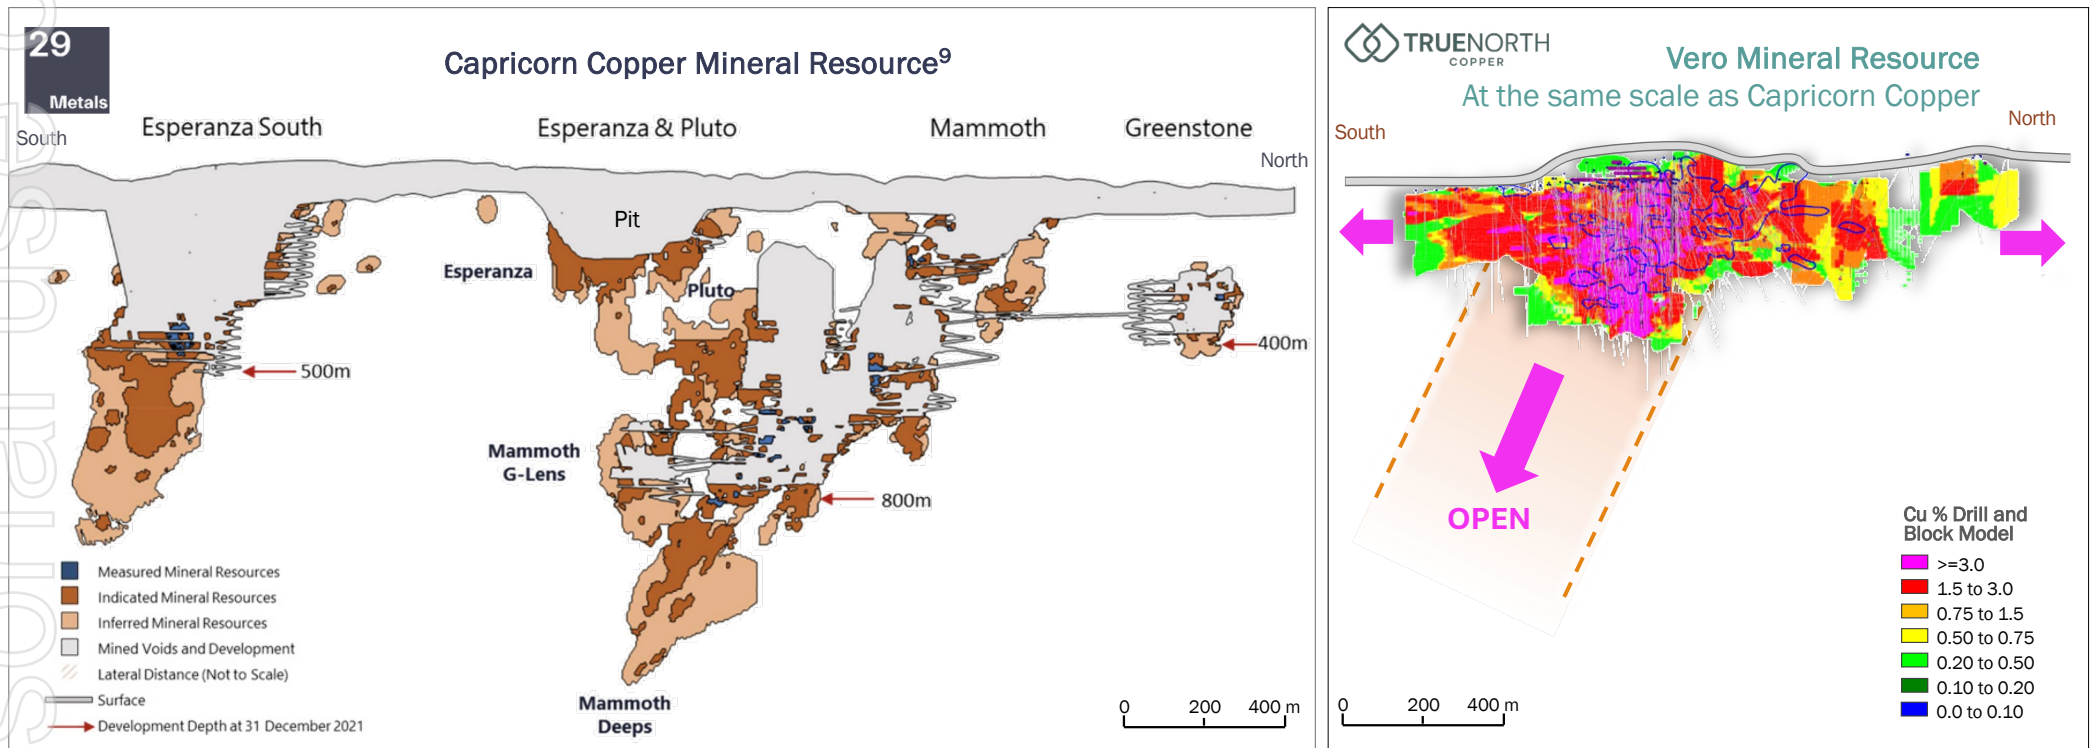 29
Metals
Capricorn Copper Mineral Resource⁹
South
Esperanza South
Esperanza & Pluto
Mammoth
Greenstone
North
Pit
Esperanza
Pluto
500m
400m
Mammoth
G-Lens
800m
Mammoth
Deeps
Measured Mineral Resources
Indicated Mineral Resources
Inferred Mineral Resources
Mined Voids and Development
Lateral Distance (Not to Scale)
Surface
Development Depth at 31 December 2021
0 200 400 m
TRUENORTH
COPPER
Vero Mineral Resource
At the same scale as Capricorn Copper
South
North
OPEN
Cu % Drill and
Block Model
>=3.0
1.5 to 3.0
0.75 to 1.5
0.50 to 0.75
0.20 to 0.50
0.10 to 0.20
0.0 to 0.10
0 200 400 m